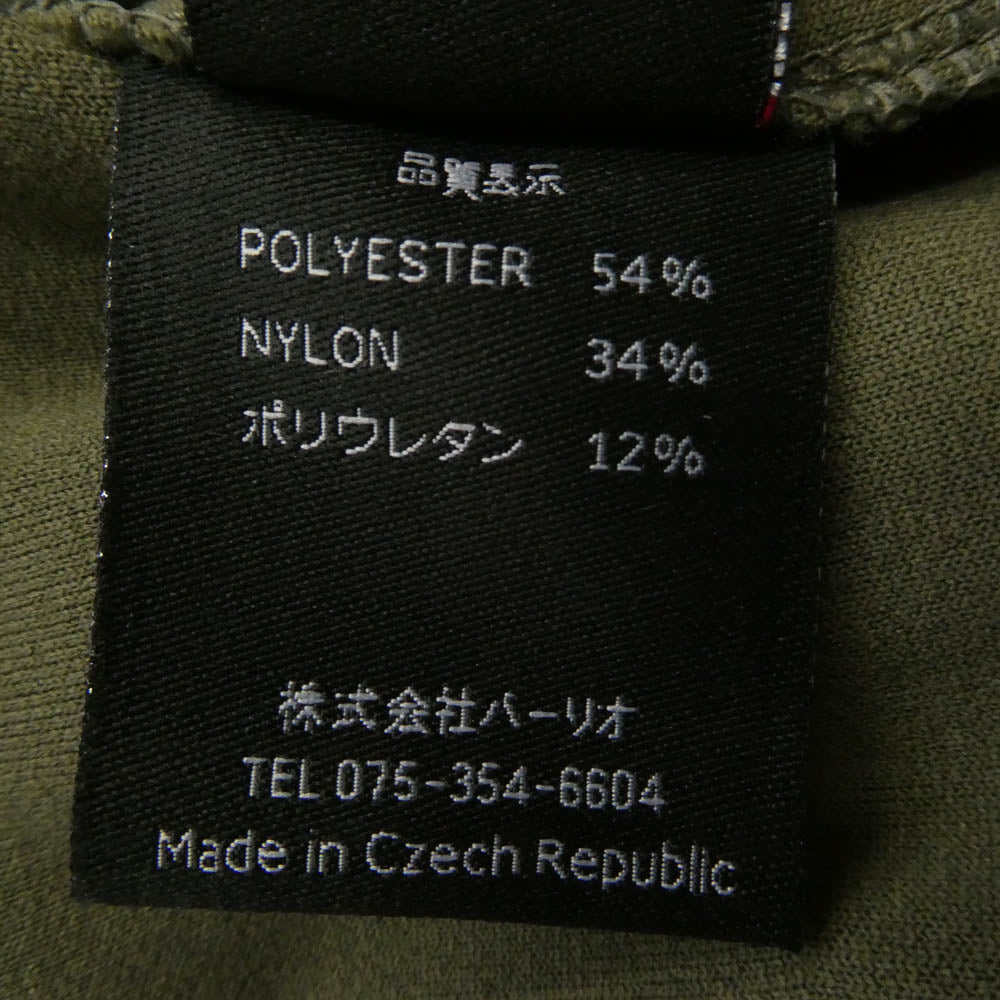 品質表示
POLYESTER 54%
NYLON 34%
ポリウレタン 12%
株式会社パーリオ
TEL 075-354-6604
Made in Czech Republic